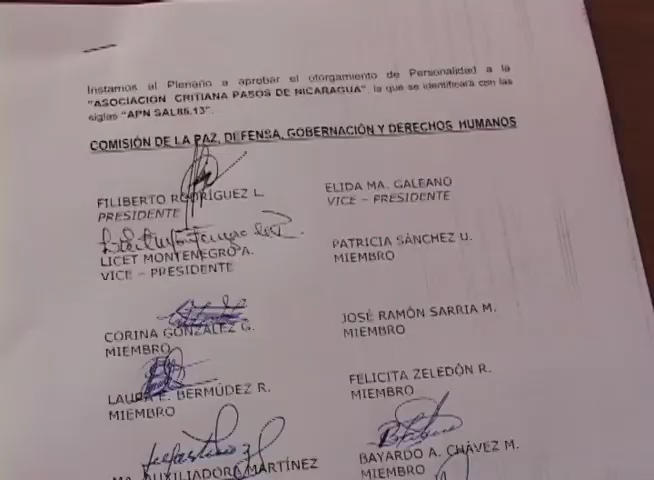 Instamos al Plenario a aprobar el otorgamiento de Personalidad a la
"ASOCIACION CRITIANA PASOS DE NICARAGUA", la que se identificará con las
siglas "APN SAL85.13".
COMISIÓN DE LA PAZ, DEFENSA, GOBERNACIÓN Y DERECHOS HUMANOS
FILIBERTO RODRÍGUEZ L.
PRESIDENTE
ELIDA MA. GALEANO
VICE – PRESIDENTE
LICET MONTENEGRO A.
VICE – PRESIDENTE
PATRICIA SÁNCHEZ U.
MIEMBRO
CORINA GONZÁLEZ G.
MIEMBRO
JOSÉ RAMÓN SARRIA M.
MIEMBRO
LAURA E. BERMÚDEZ R.
MIEMBRO
FELICITA ZELEDÓN R.
MIEMBRO
MA. AUXILIADORA MARTÍNEZ
BAYARDO A. CHÁVEZ M.
MIEMBRO